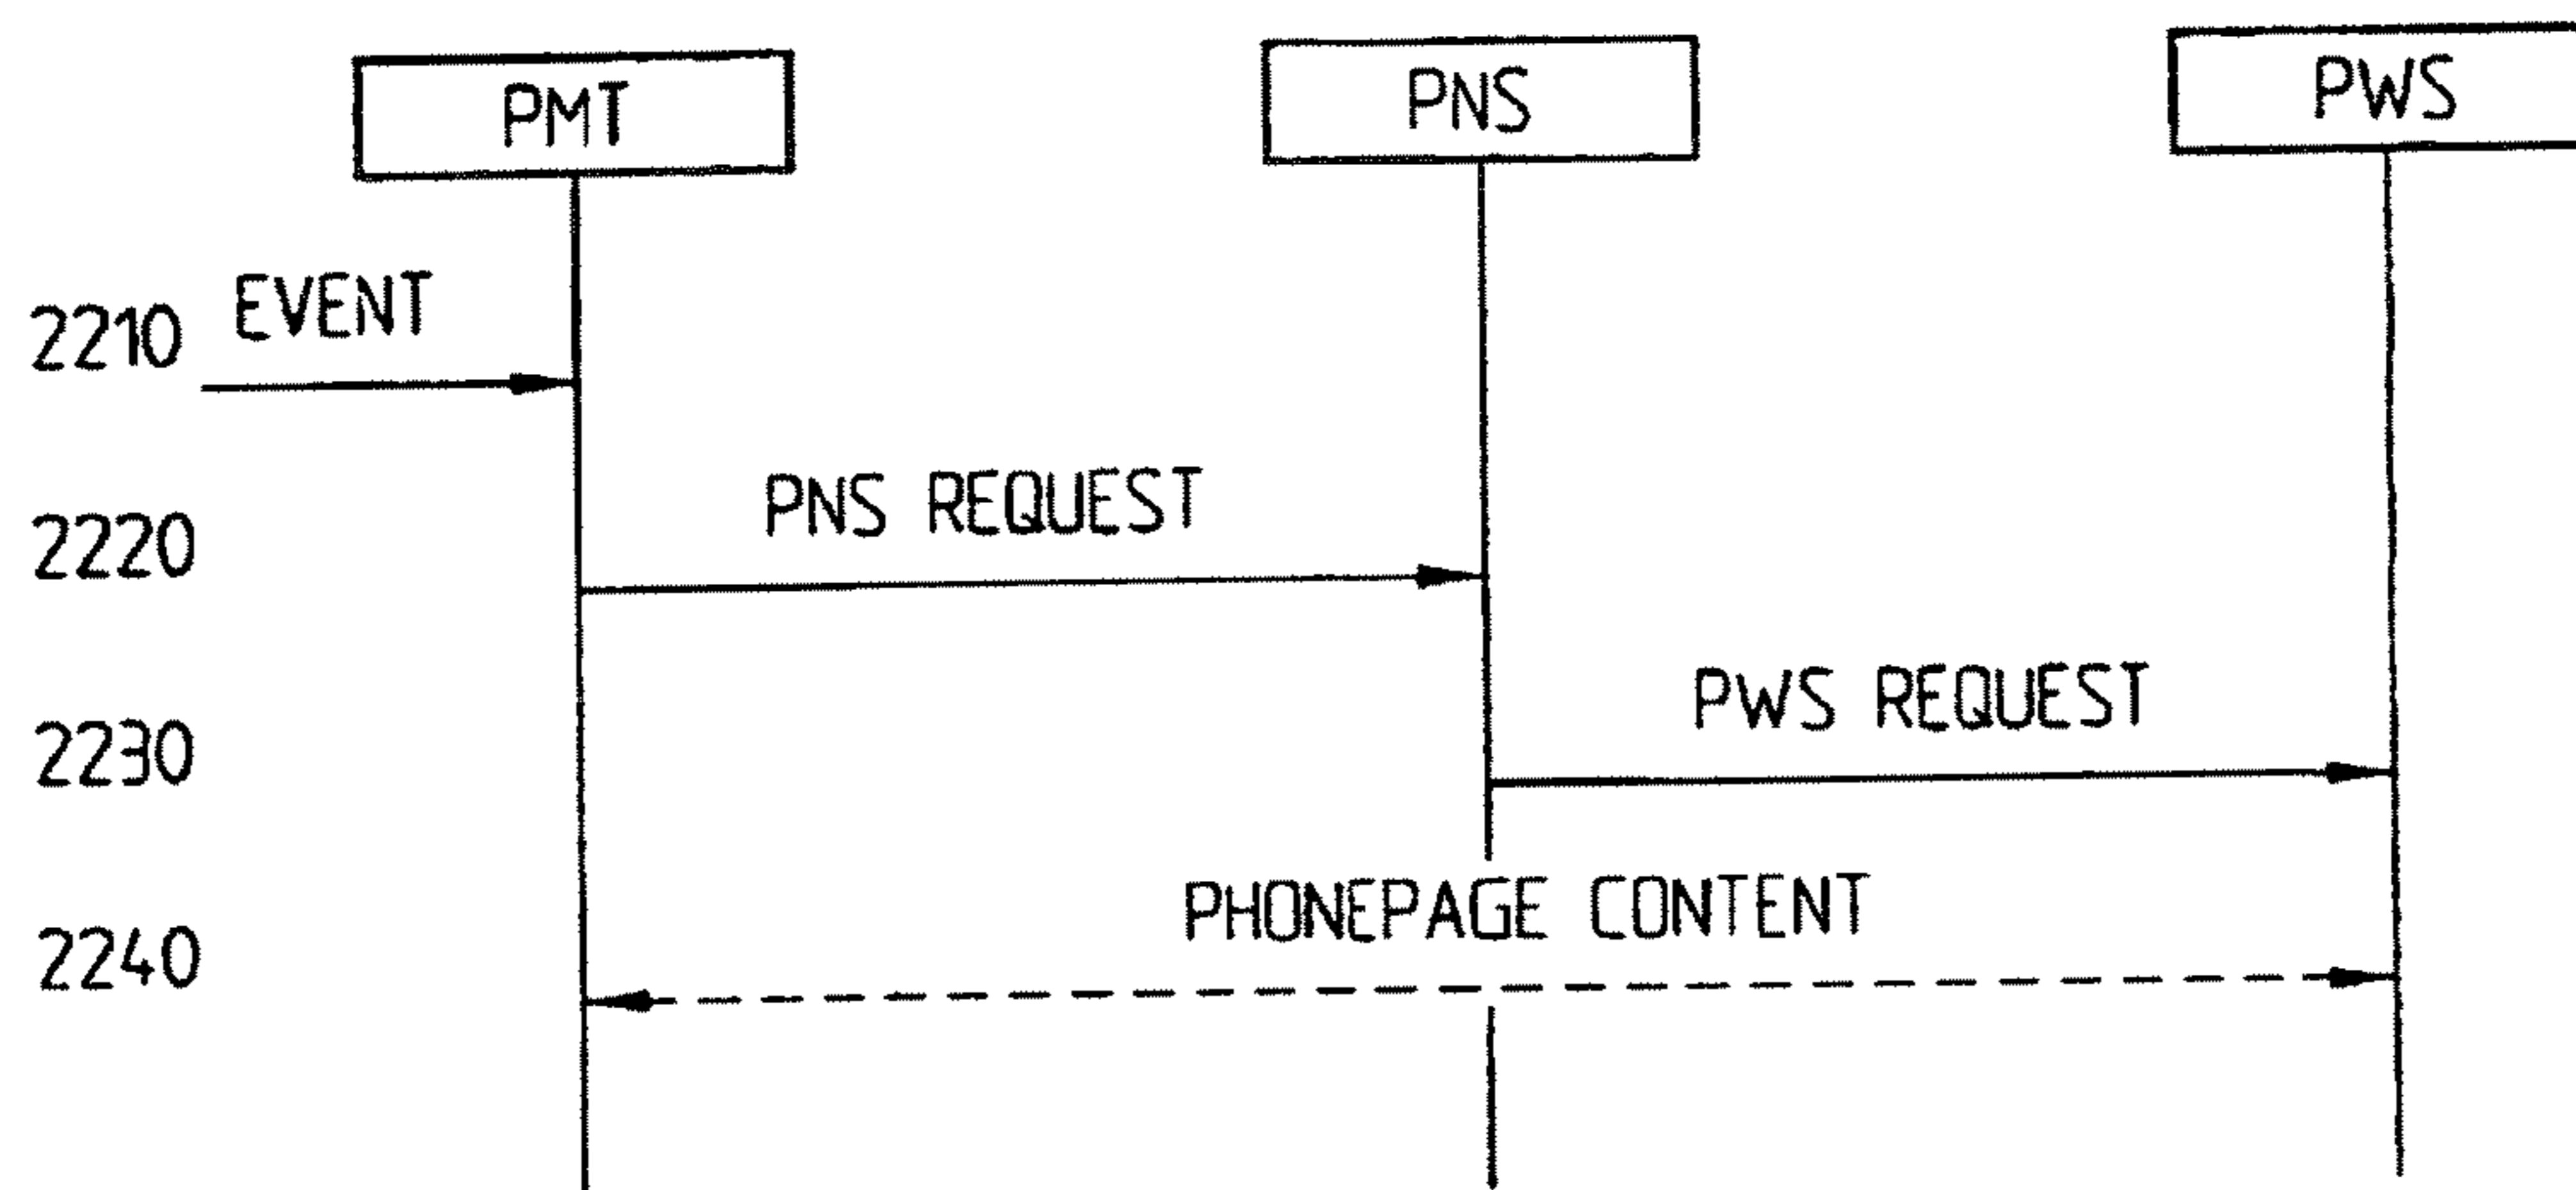 PMT PNS PWS
2210 EVENT
2220 PNS REQUEST
2230 PWS REQUEST
2240 PHONEPAGE CONTENT